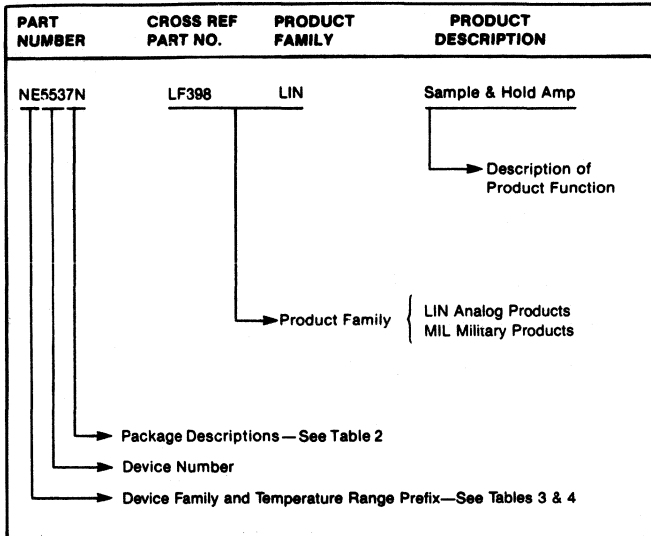 PART NUMBER
CROSS REF PART NO.
PRODUCT FAMILY
PRODUCT DESCRIPTION
NE5537N
LF398
LIN
Sample & Hold Amp
Description of
Product Function
Product Family
LIN Analog Products
MIL Military Products
Package Descriptions—See Table 2
Device Number
Device Family and Temperature Range Prefix—See Tables 3 & 4